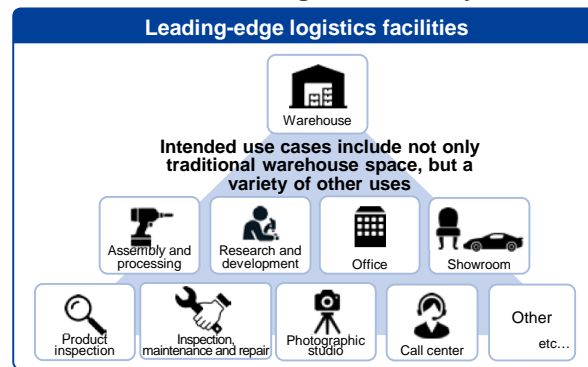 Leading-edge logistics facilities
Warehouse
Intended use cases include not only
traditional warehouse space, but a
variety of other uses
Assembly and
processing
Research and
development
Office
Showroom
Product
inspection
Inspection,
maintenance and repair
Photographic
studio
Call center
Other
etc…